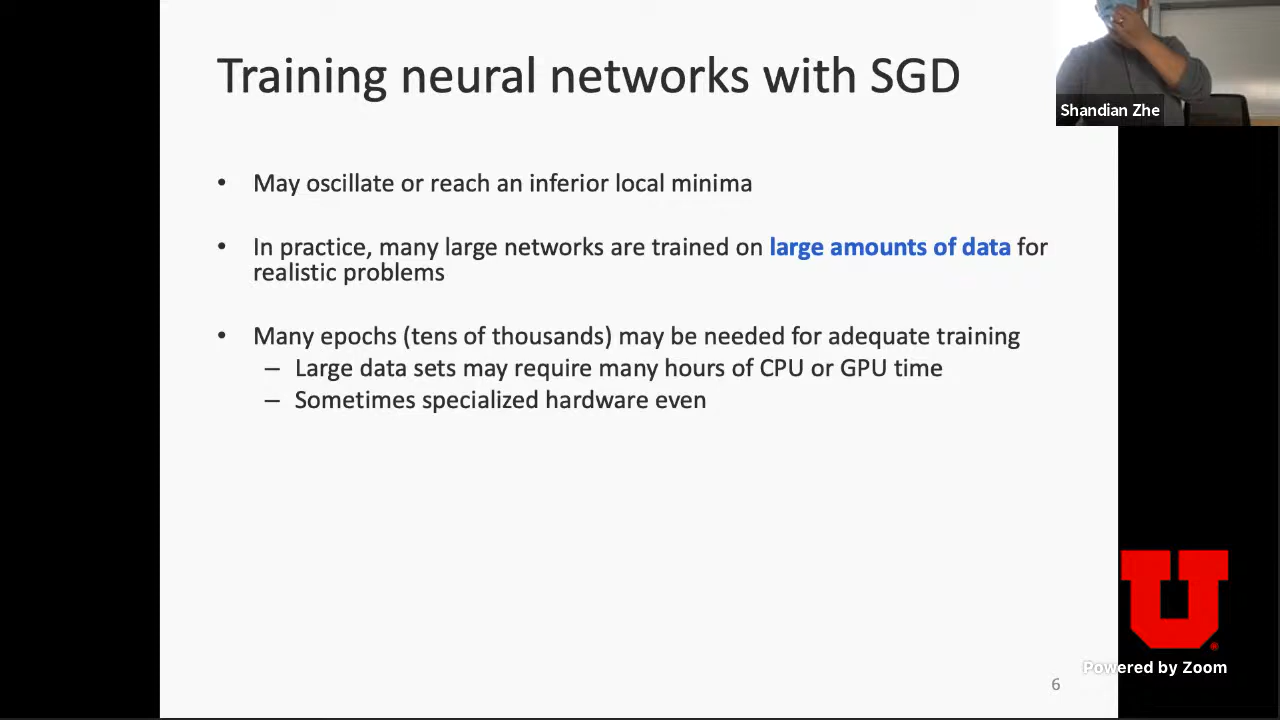 Training neural networks with SGD
Shandian Zhe
• May oscillate or reach an inferior local minima
• In practice, many large networks are trained on large amounts of data for
realistic problems
• Many epochs (tens of thousands) may be needed for adequate training
– Large data sets may require many hours of CPU or GPU time
– Sometimes specialized hardware even
U
Powered by Zoom
6